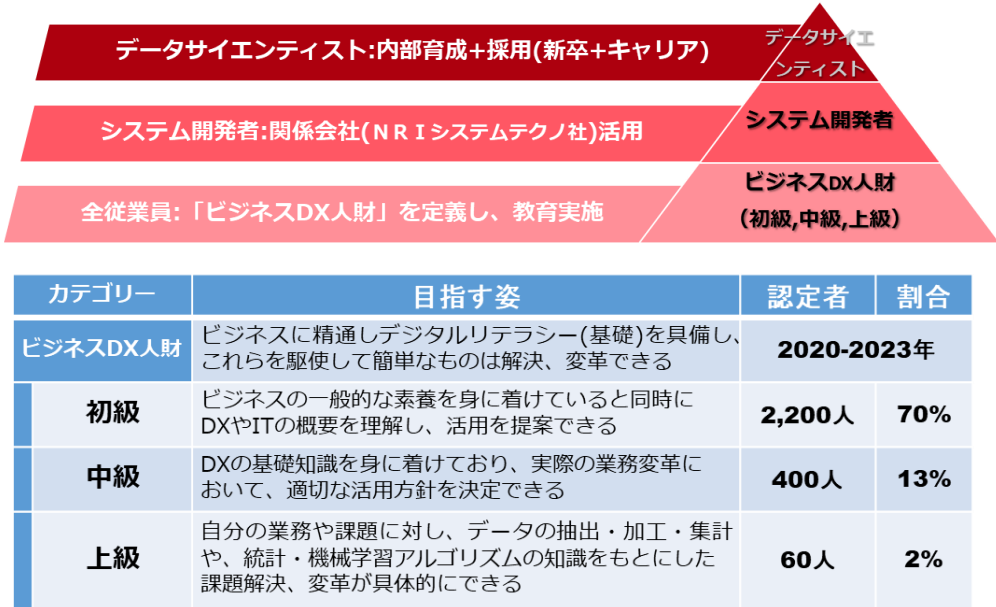 データサイエンティスト:内部育成+採用(新卒+キャリア)
データサイエ
ンティスト
システム開発者:関係会社(ＮＲＩシステムテクノ社)活用
システム開発者
全従業員:「ビジネスDX人財」を定義し、教育実施
ビジネスDX人財
（初級,中級,上級）
カテゴリー 目指す姿 認定者 割合
ビジネスDX人財
ビジネスに精通しデジタルリテラシー(基礎)を具備し、
これらを駆使して簡単なものは解決、変革できる
2020-2023年
初級
ビジネスの一般的な素養を身に着けていると同時に
DXやITの概要を理解し、活用を提案できる
2,200人 70%
中級
DXの基礎知識を身に着けており、実際の業務変革に
おいて、適切な活用方針を決定できる
400人 13%
上級
自分の業務や課題に対し、データの抽出・加工・集計
や、統計・機械学習アルゴリズムの知識をもとにした
課題解決、変革が具体的にできる
60人 2%